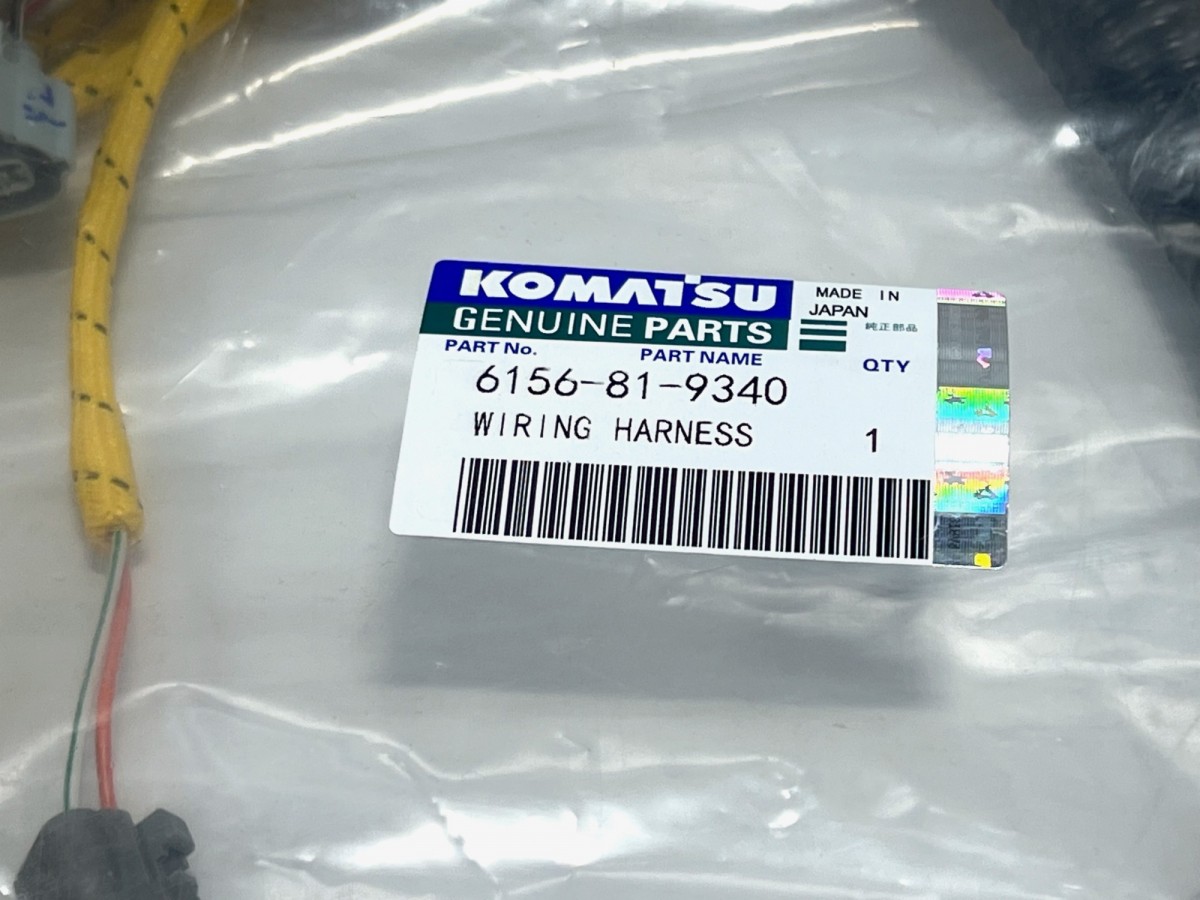 KOMATSU
GENUINE PARTS
MADE IN
JAPAN
純正部品
PART No.
PART NAME
QTY
6156-81-9340
WIRING HARNESS
1